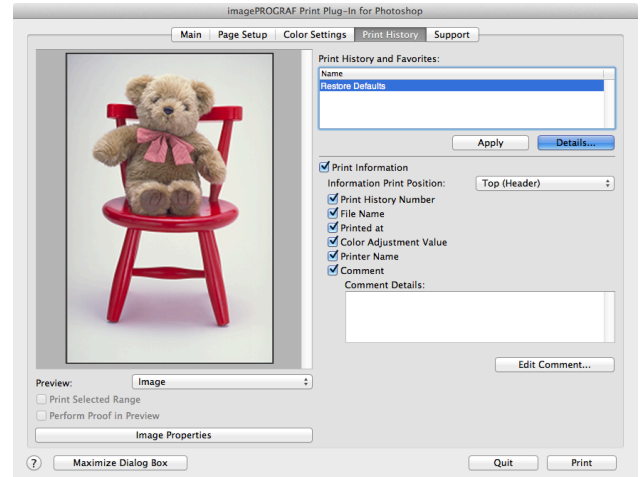 imagePROGRAF Print Plug-In for Photoshop
Main Page Setup Color Settings Print History Support
Print History and Favorites:
Name
Restore Defaults
Apply Details...
Print Information
Information Print Position: Top (Header)
Print History Number
File Name
Printed at
Color Adjustment Value
Printer Name
Comment
Comment Details:
Edit Comment...
Preview: Image
Print Selected Range
Perform Proof in Preview
Image Properties
? Maximize Dialog Box Quit Print